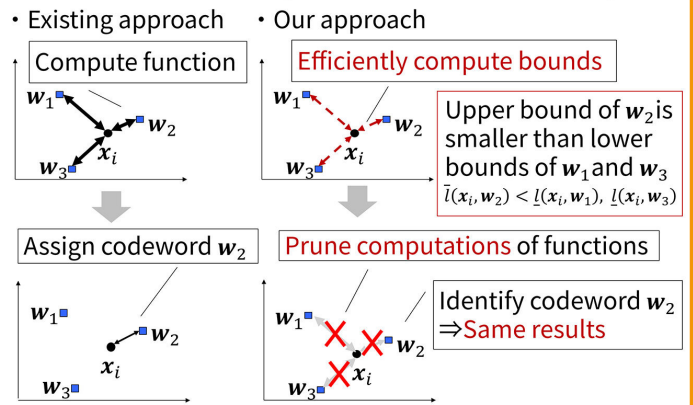 ・Existing approach
Compute function
w₁
w₂
xᵢ
w₃
Assign codeword w₂
w₁
w₂
xᵢ
w₃
・Our approach
Efficiently compute bounds
w₁
w₂
xᵢ
w₃
Upper bound of w₂ is
smaller than lower
bounds of w₁ and w₃
l̅(xᵢ, w₂) < l̲(xᵢ, w₁), l̲(xᵢ, w₃)
Prune computations of functions
w₁
w₂
xᵢ
w₃
Identify codeword w₂
⇒Same results